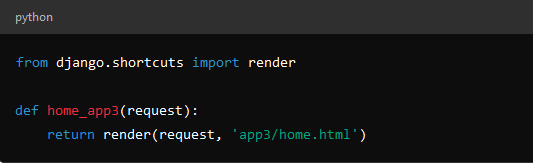 python
from django.shortcuts import render
def home_app3(request):
    return render(request, 'app3/home.html')